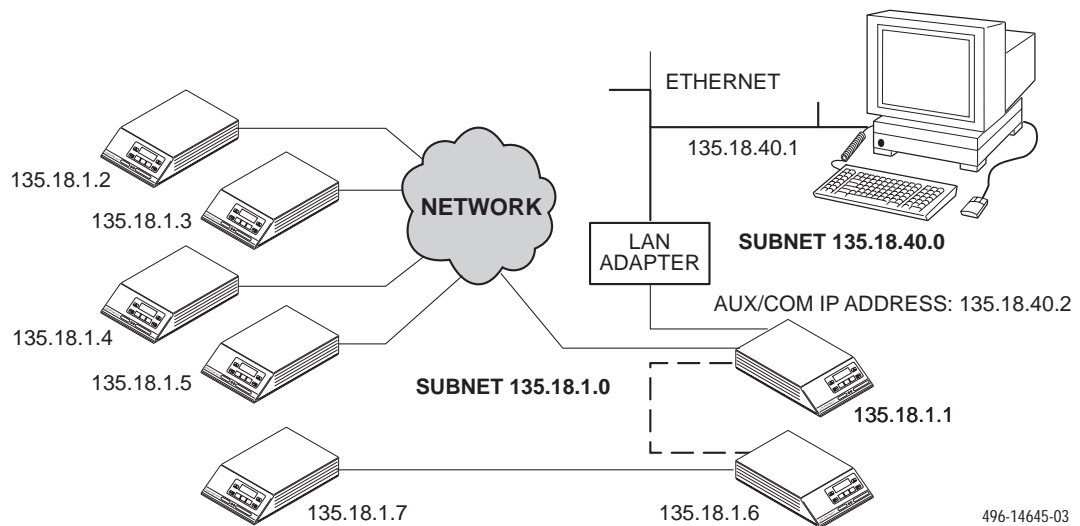 ETHERNET
135.18.40.1
135.18.1.2
135.18.1.3
NETWORK
LAN
ADAPTER
SUBNET 135.18.40.0
AUX/COM IP ADDRESS: 135.18.40.2
135.18.1.4
135.18.1.5
SUBNET 135.18.1.0
135.18.1.1
135.18.1.7
135.18.1.6
496-14645-03